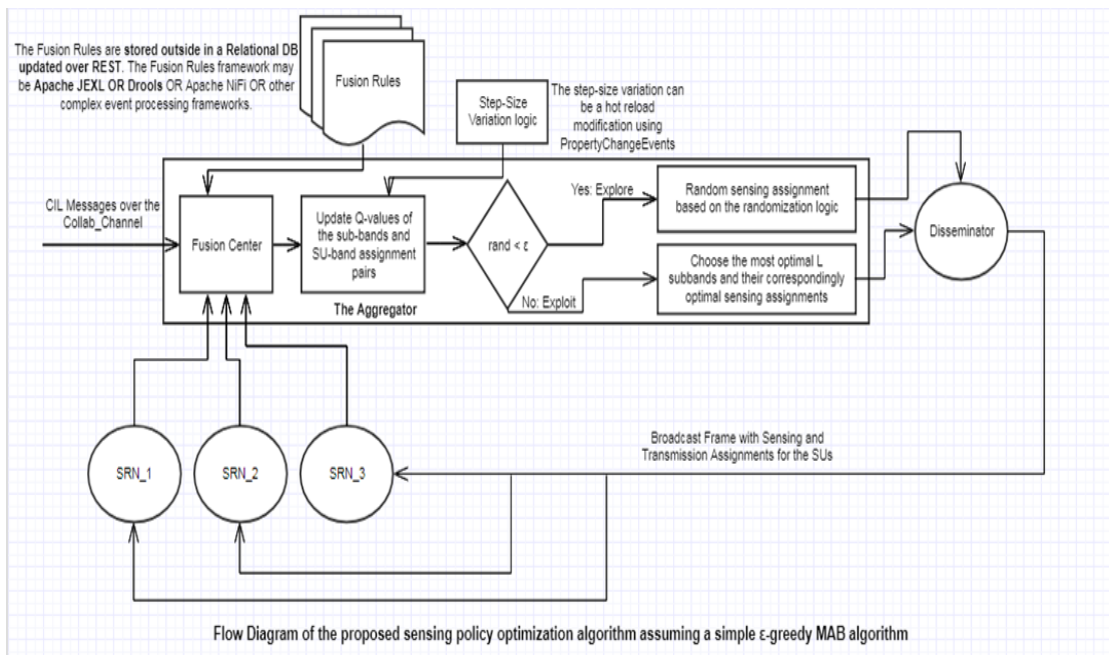 The Fusion Rules are stored outside in a Relational DB
updated over REST. The Fusion Rules framework may
be Apache JEXL OR Drools OR Apache NiFi OR other
complex event processing frameworks.
Fusion Rules
Step-Size
Variation logic
The step-size variation can
be a hot reload
modification using
PropertyChangeEvents
CIL Messages over the
Collab_Channel
Fusion Center
Update Q-values of
the sub-bands and
SU-band assignment
pairs
rand < ε
Yes: Explore
No: Exploit
Random sensing assignment
based on the randomization logic
Choose the most optimal L
subbands and their correspondingly
optimal sensing assignments
Disseminator
The Aggregator
SRN_1
SRN_2
SRN_3
Broadcast Frame with Sensing and
Transmission Assignments for the SUs
Flow Diagram of the proposed sensing policy optimization algorithm assuming a simple ε-greedy MAB algorithm